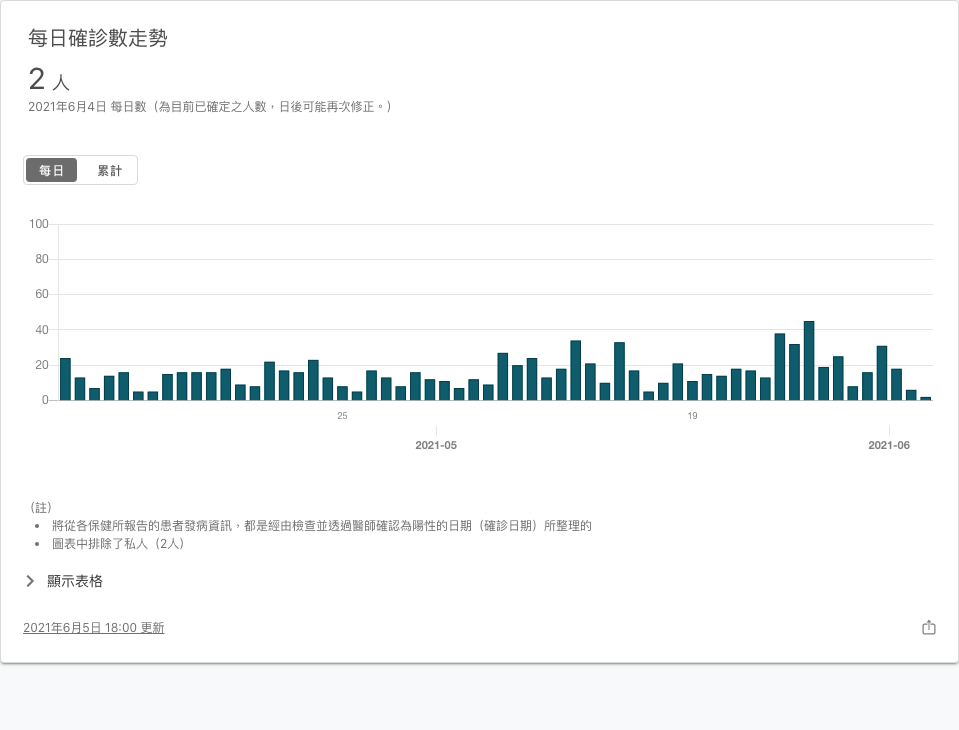 每日確診數走勢
2 人
2021年6月4日 每日數（為目前已確定之人數，日後可能再次修正。）
每日 累計
100
80
60
40
20
0
25 19
2021-05 2021-06
（註）
• 將從各保健所報告的患者發病資訊，都是經由檢查並透過醫師確認為陽性的日期（確診日期）所整理的
• 圖表中排除了私人（2人）
顯示表格
2021年6月5日 18:00 更新